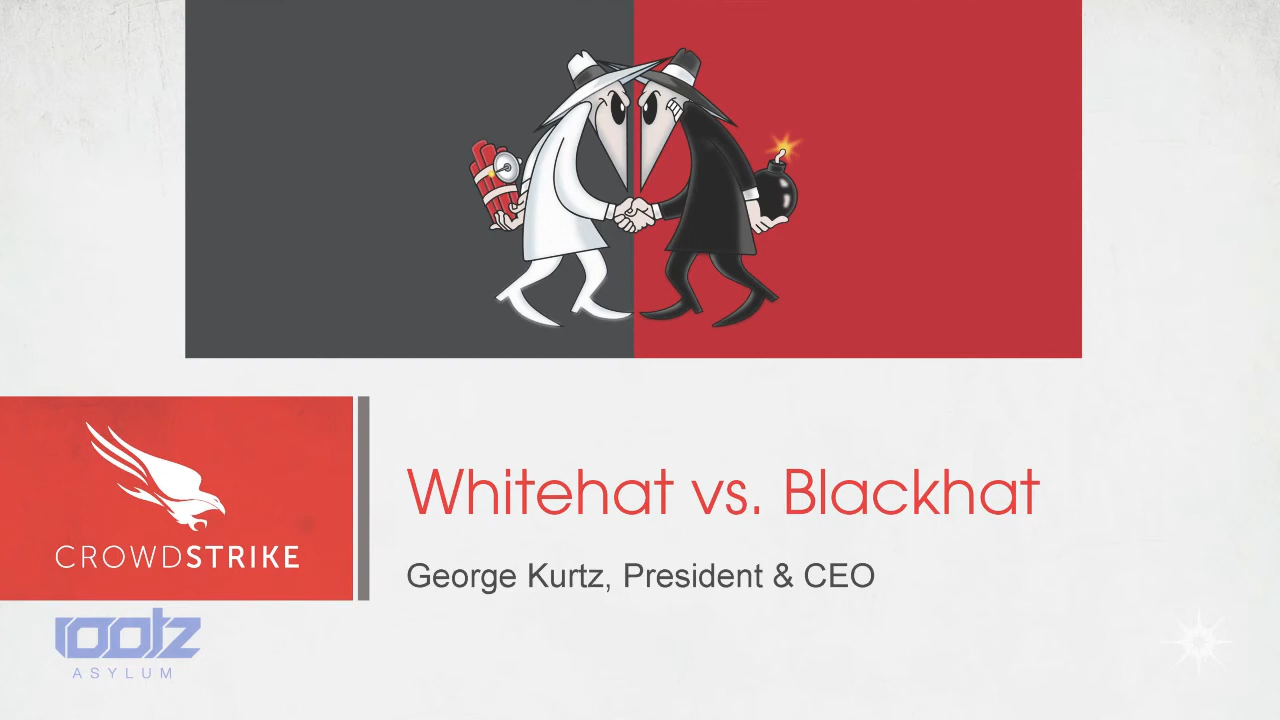 Whitehat vs. Blackhat
George Kurtz, President & CEO
CROWDSTRIKE
rootz
ASYLUM